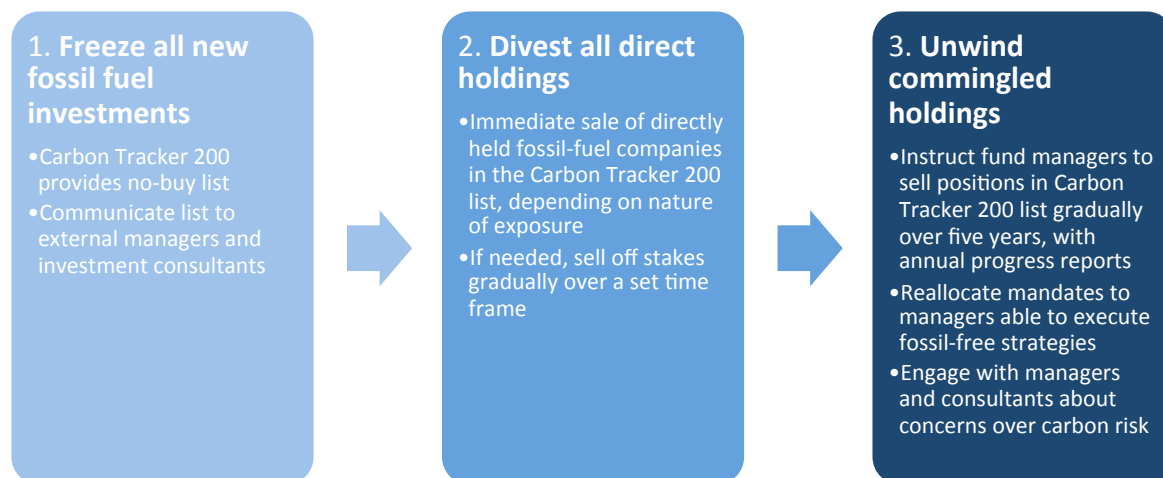 1. Freeze all new
fossil fuel
investments
•Carbon Tracker 200
provides no-buy list
•Communicate list to
external managers and
investment consultants
2. Divest all direct
holdings
•Immediate sale of directly
held fossil-fuel companies
in the Carbon Tracker 200
list, depending on nature
of exposure
•If needed, sell off stakes
gradually over a set time
frame
3. Unwind
commingled
holdings
•Instruct fund managers to
sell positions in Carbon
Tracker 200 list gradually
over five years, with
annual progress reports
•Reallocate mandates to
managers able to execute
fossil-free strategies
•Engage with managers
and consultants about
concerns over carbon risk